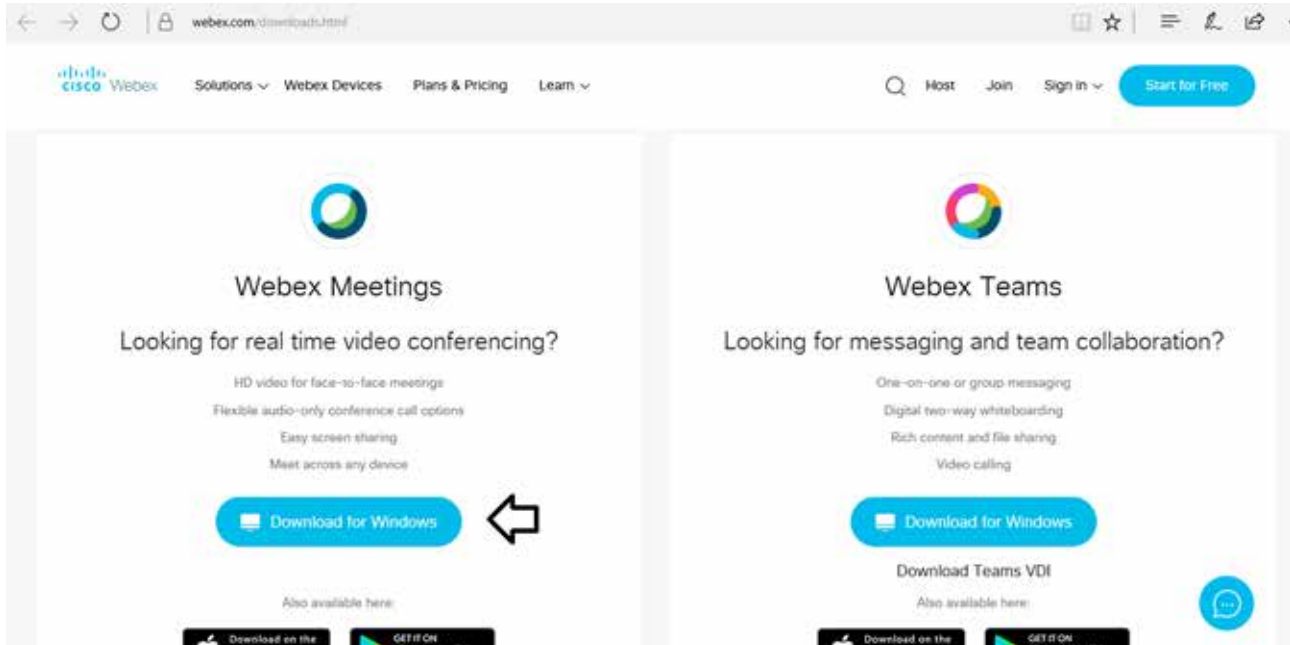 webex.com/downloads.html
cisco Webex Solutions Webex Devices Plans & Pricing Learn Host Join Sign in Start for Free
Webex Meetings
Looking for real time video conferencing?
HD video for face-to-face meetings
Flexible audio-only conference call options
Easy screen sharing
Meet across any device
Download for Windows
Also available here:
Download on the GET IT ON
Webex Teams
Looking for messaging and team collaboration?
One-on-one or group messaging
Digital two-way whiteboarding
Rich content and file sharing
Video calling
Download for Windows
Download Teams VDI
Also available here:
Download on the GET IT ON